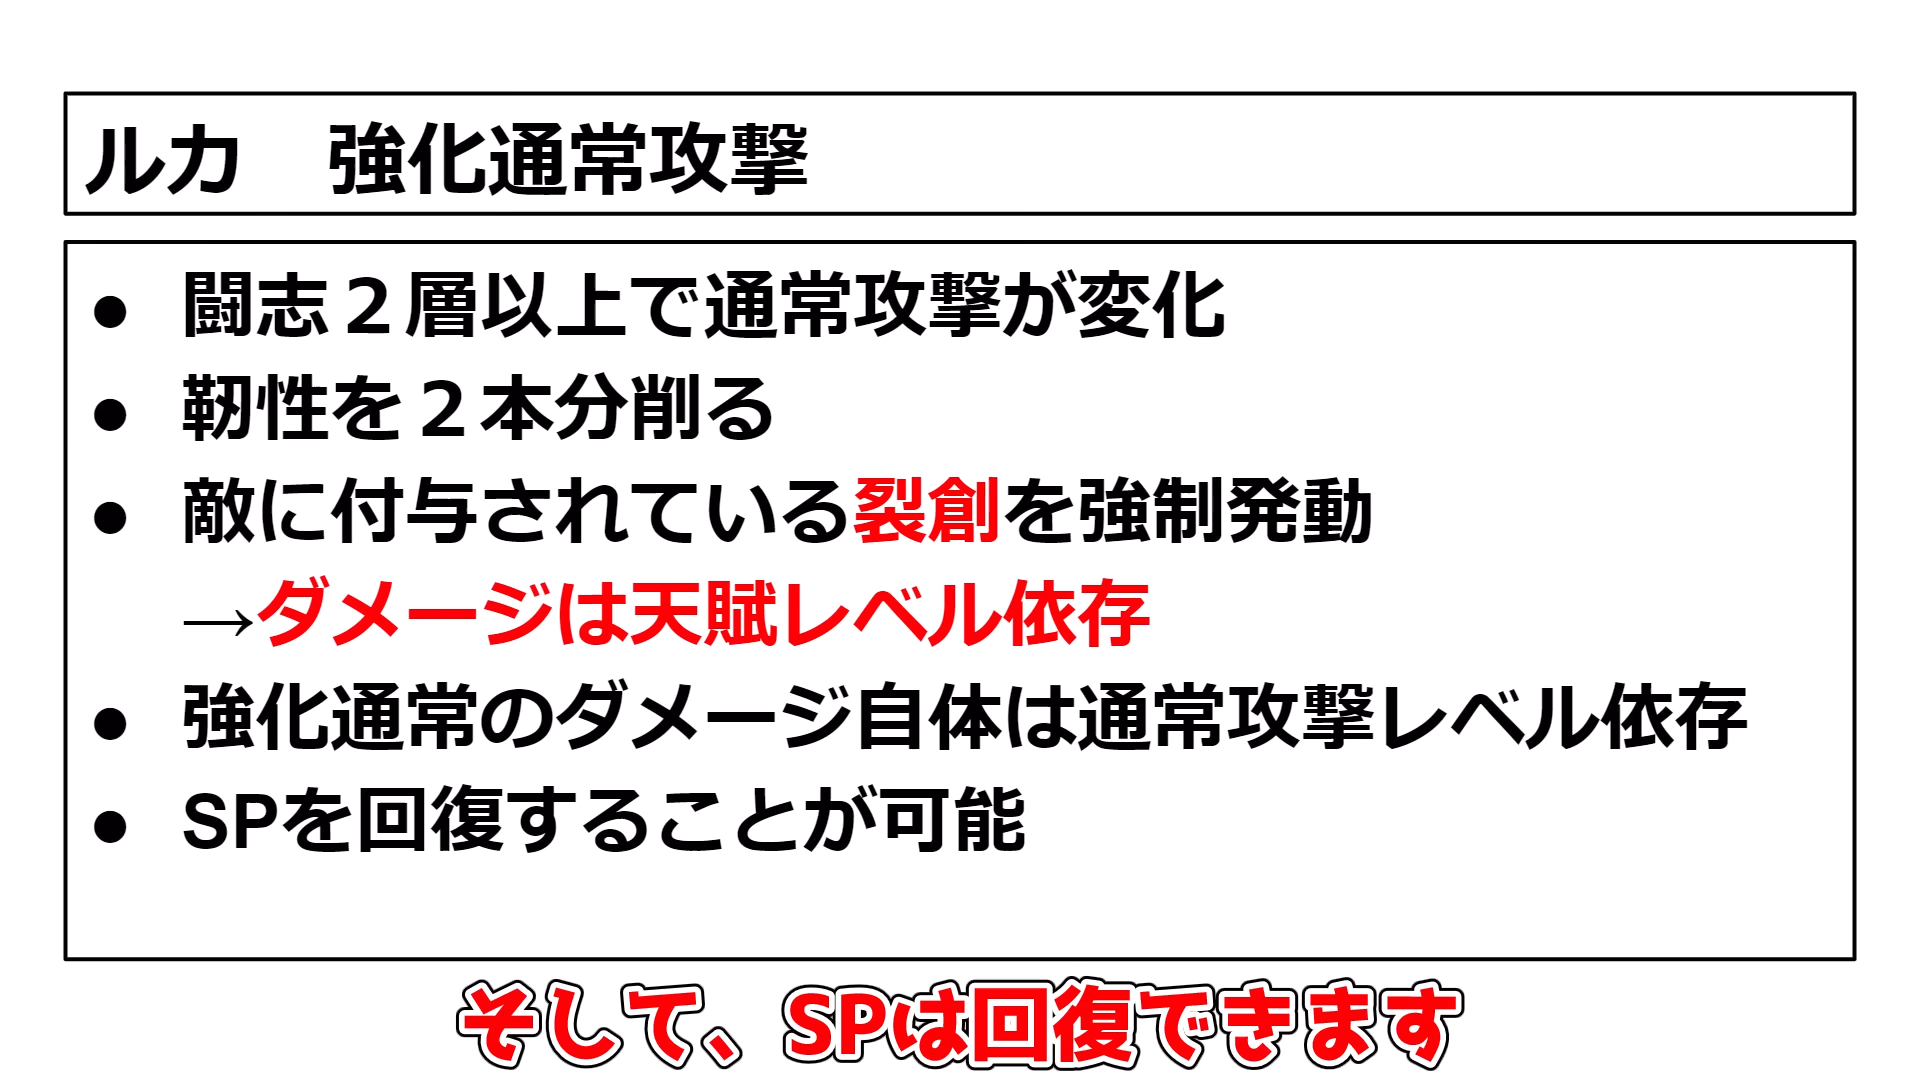 ルカ　強化通常攻撃
● 闘志２層以上で通常攻撃が変化
● 靭性を２本分削る
● 敵に付与されている裂創を強制発動
→ダメージは天賦レベル依存
● 強化通常のダメージ自体は通常攻撃レベル依存
● SPを回復することが可能
そして、SPは回復できます